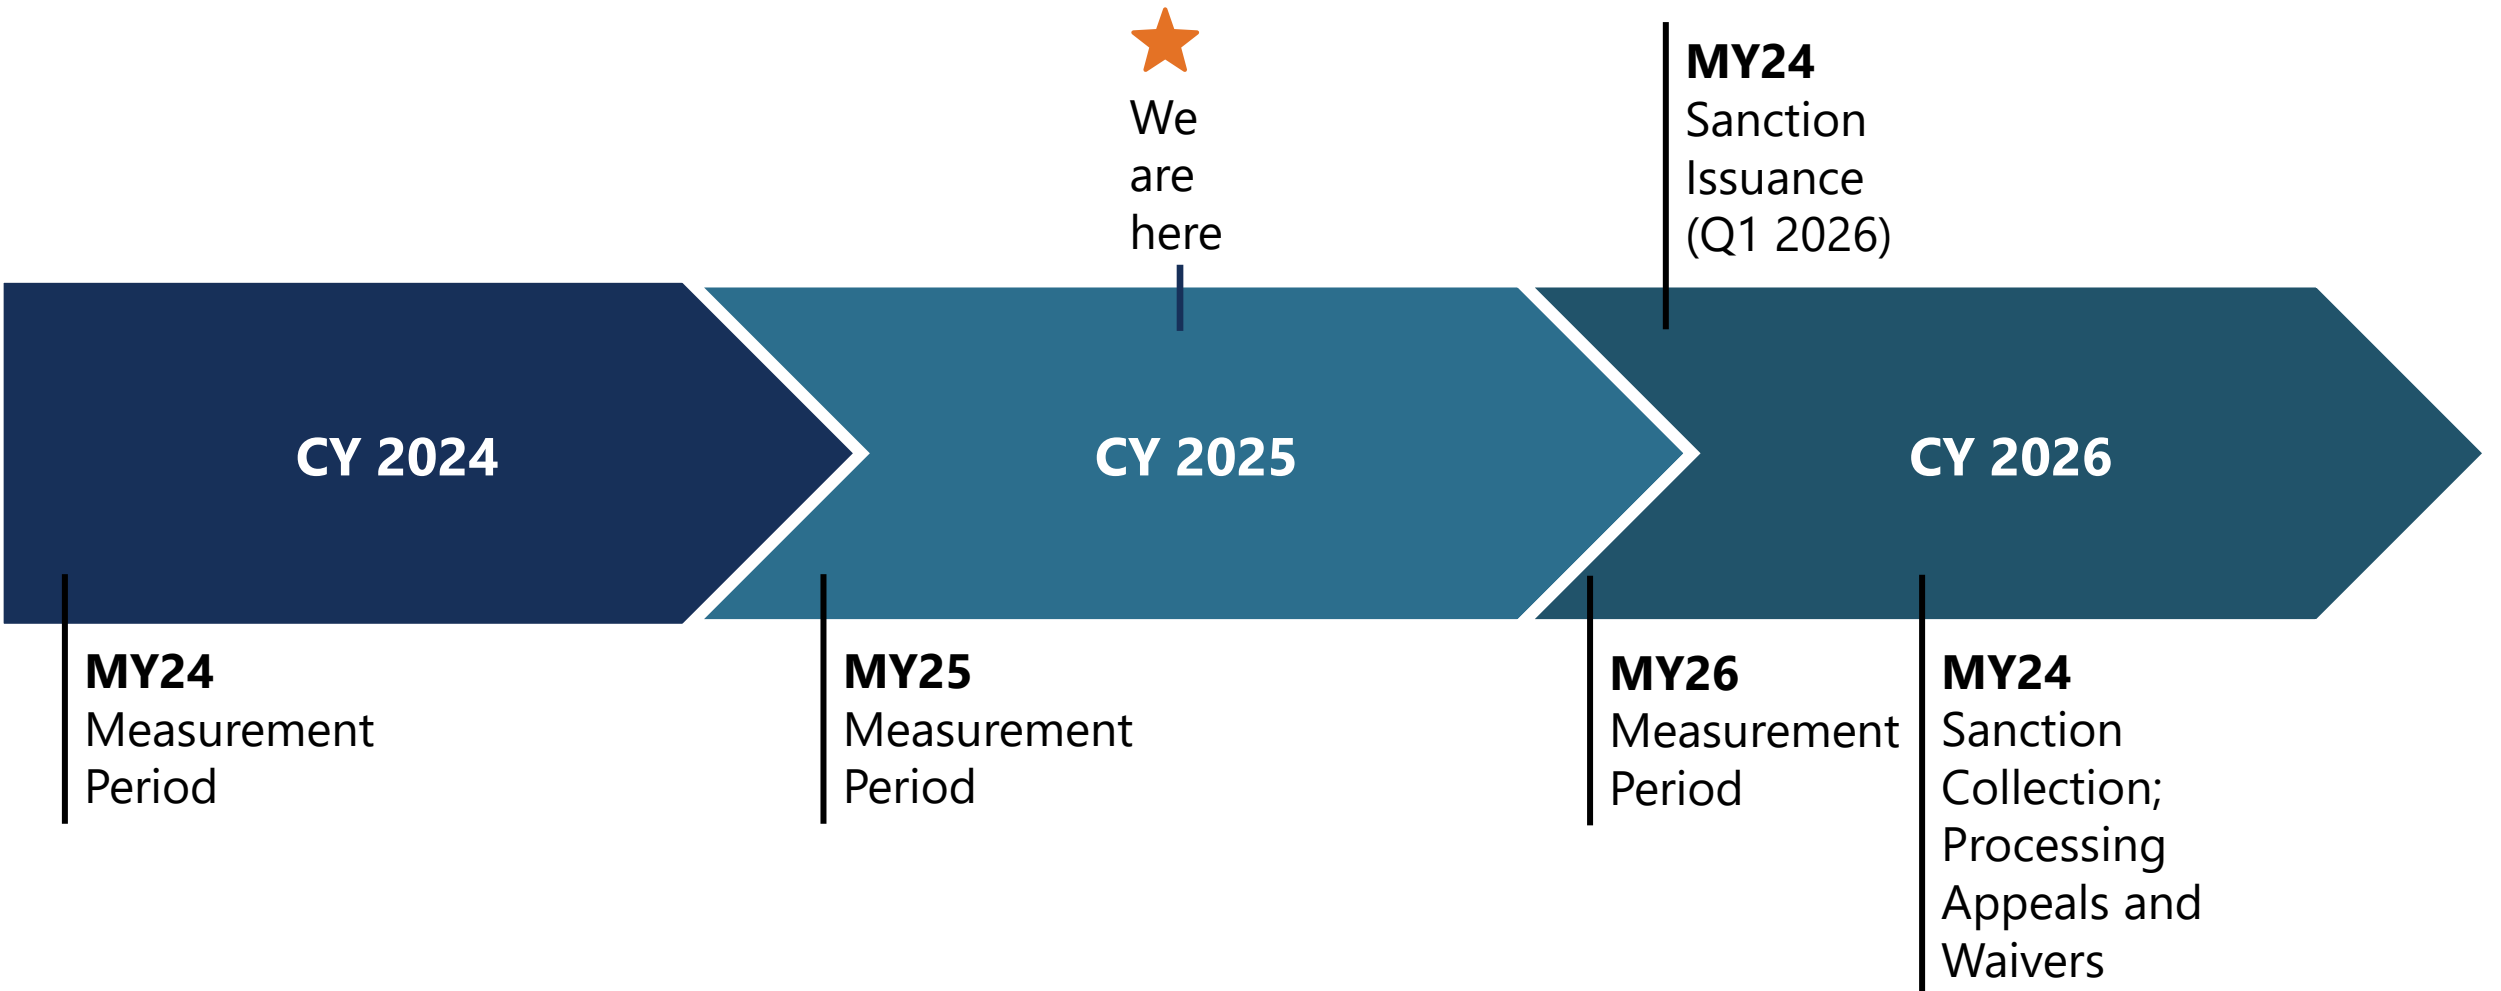 We
are
here
MY24
Sanction
Issuance
(Q1 2026)
CY 2024
CY 2025
CY 2026
MY24
Measurement
Period
MY25
Measurement
Period
MY26
Measurement
Period
MY24
Sanction
Collection;
Processing
Appeals and
Waivers